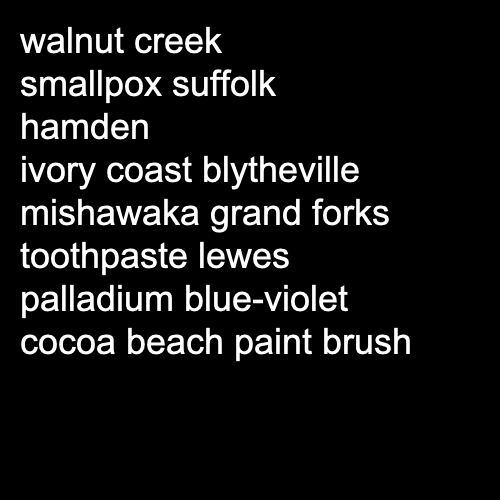 walnut creek
smallpox suffolk
hamden
ivory coast blytheville
mishawaka grand forks
toothpaste lewes
palladium blue-violet
cocoa beach paint brush